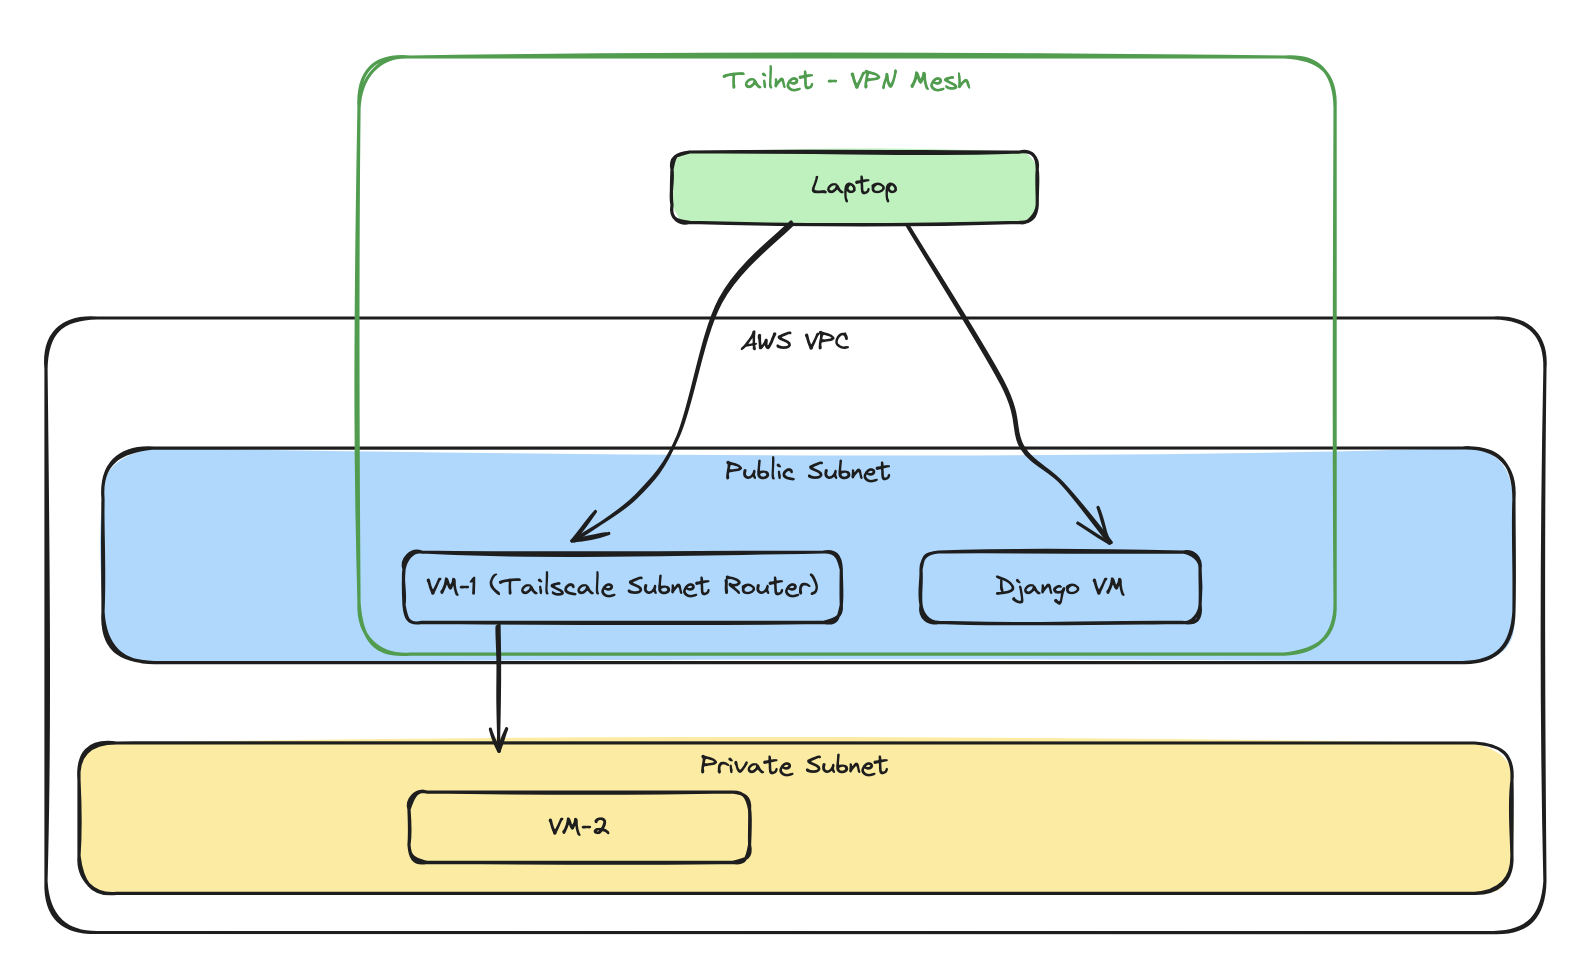 Tailnet - VPN Mesh
Laptop
AWS VPC
Public Subnet
VM-1 (Tailscale Subnet Router)
Django VM
Private Subnet
VM-2